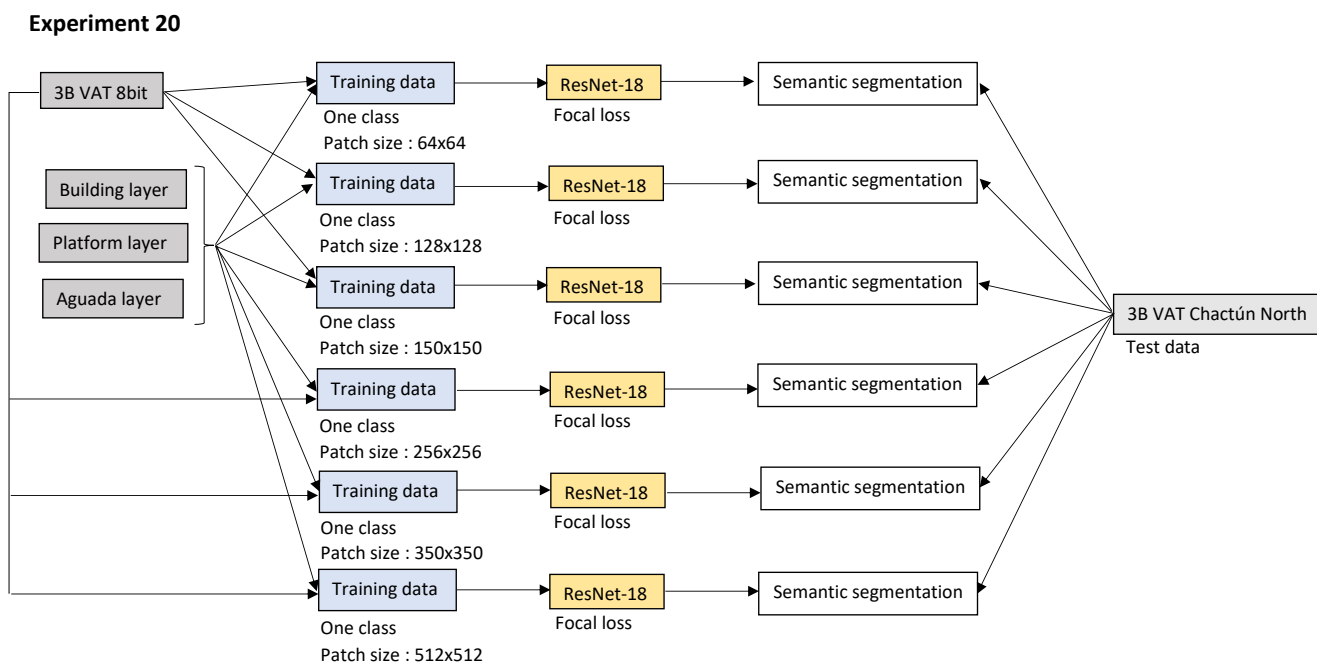 Experiment 20
3B VAT 8bit
Building layer
Platform layer
Aguada layer
Training data
One class
Patch size : 64x64
ResNet-18
Focal loss
Semantic segmentation
Training data
One class
Patch size : 128x128
ResNet-18
Focal loss
Semantic segmentation
Training data
One class
Patch size : 150x150
ResNet-18
Focal loss
Semantic segmentation
Training data
One class
Patch size : 256x256
ResNet-18
Focal loss
Semantic segmentation
Training data
One class
Patch size : 350x350
ResNet-18
Focal loss
Semantic segmentation
Training data
One class
Patch size : 512x512
ResNet-18
Focal loss
Semantic segmentation
3B VAT Chactún North
Test data